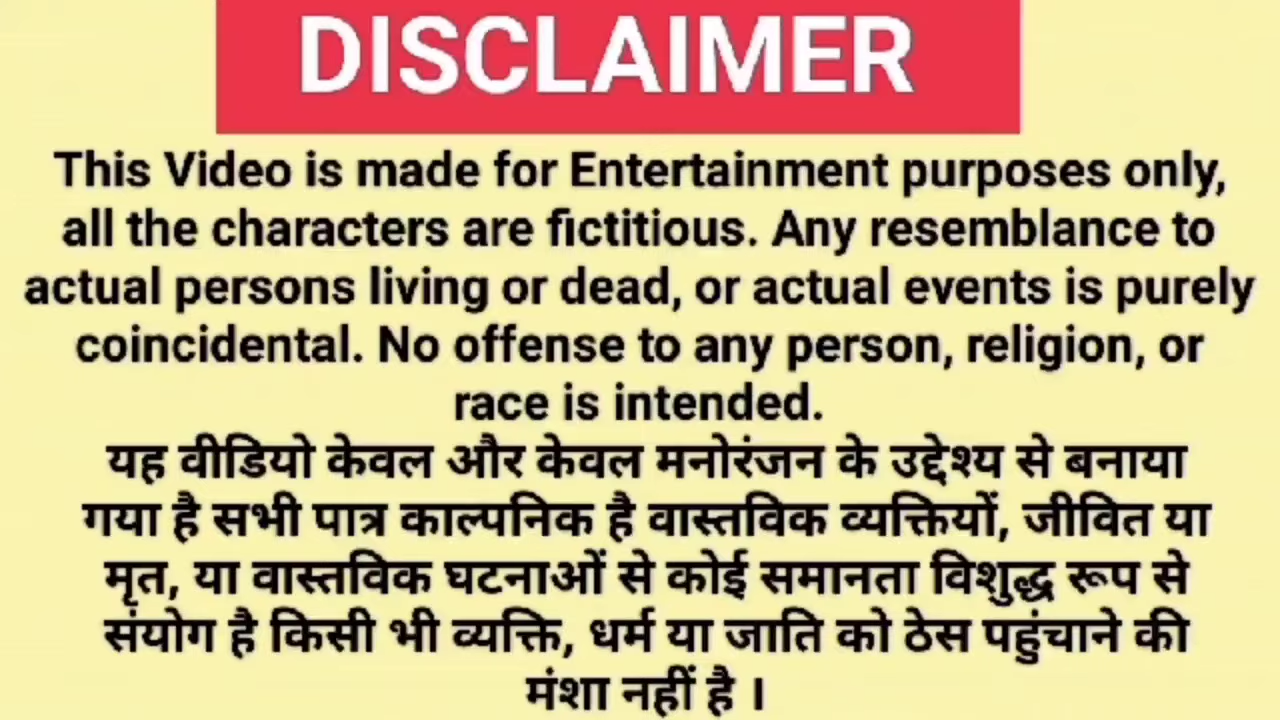 DISCLAIMER
This Video is made for Entertainment purposes only,
all the characters are fictitious. Any resemblance to
actual persons living or dead, or actual events is purely
coincidental. No offense to any person, religion, or
race is intended.
यह वीडियो केवल और केवल मनोरंजन के उद्देश्य से बनाया
गया है सभी पात्र काल्पनिक है वास्तविक व्यक्तियों, जीवित या
मृत, या वास्तविक घटनाओं से कोई समानता विशुद्ध रूप से
संयोग है किसी भी व्यक्ति, धर्म या जाति को ठेस पहुंचाने की
मंशा नहीं है ।